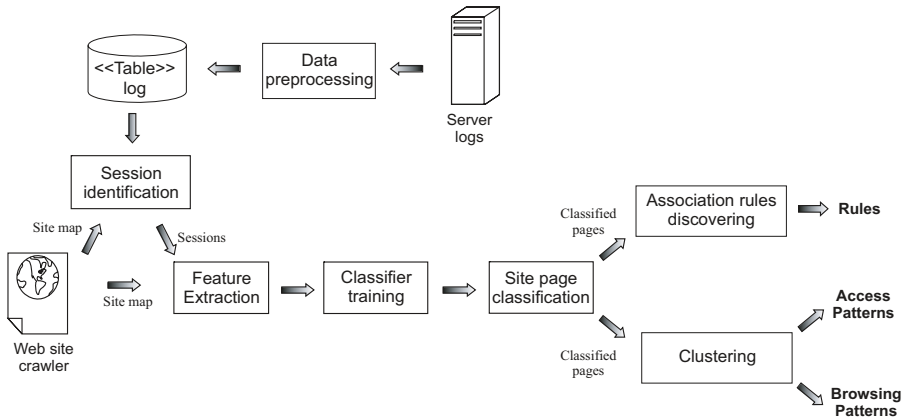 <<Table>>
log
Data
preprocessing
Server
logs
Session
identification
Site map
Sessions
Web site
crawler
Site map
Feature
Extraction
Classifier
training
Site page
classification
Classified
pages
Association rules
discovering
Rules
Classified
pages
Clustering
Access
Patterns
Browsing
Patterns